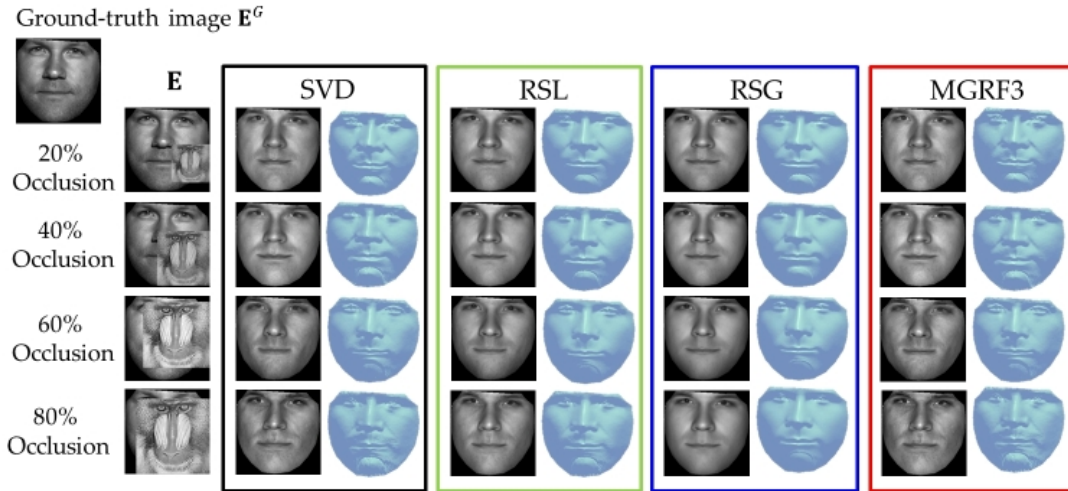 Ground-truth image E^G
E
SVD
RSL
RSG
MGRF3
20%
Occlusion
40%
Occlusion
60%
Occlusion
80%
Occlusion